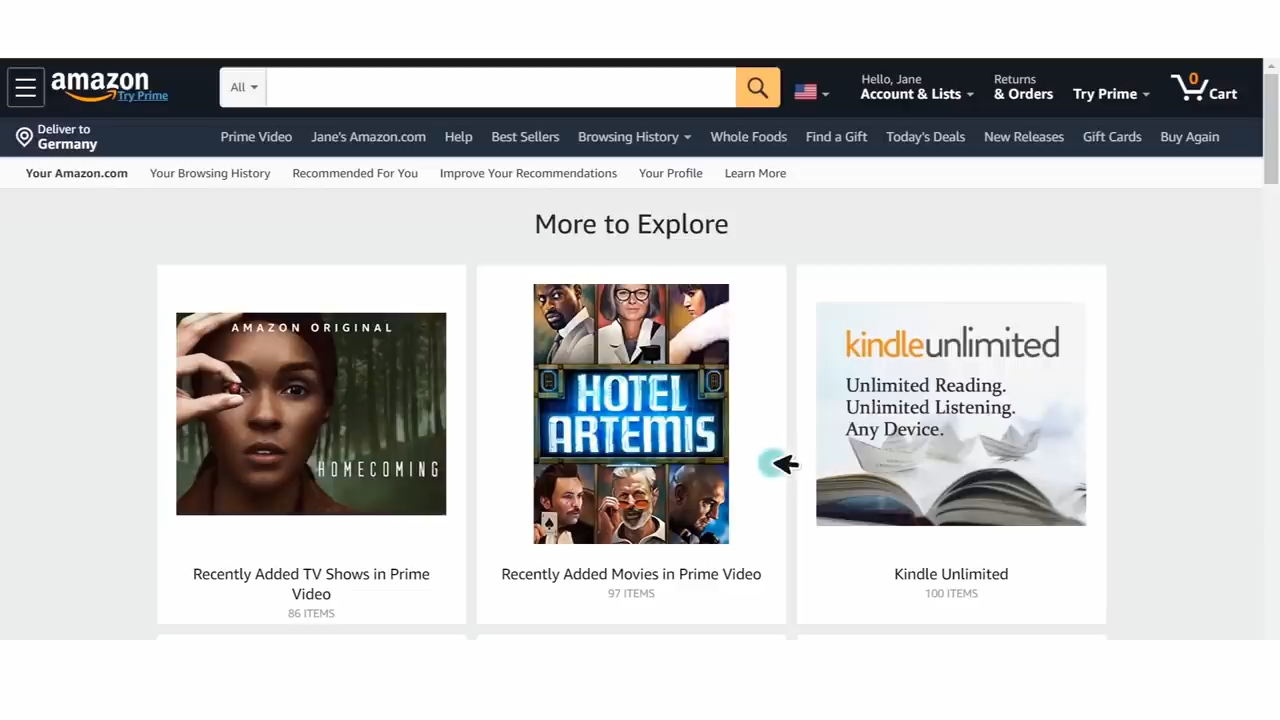 amazon
Try Prime
All
Hello, Jane
Account & Lists
Returns
& Orders
Try Prime
0
Cart
Deliver to
Germany
Prime Video
Jane's Amazon.com
Help
Best Sellers
Browsing History
Whole Foods
Find a Gift
Today's Deals
New Releases
Gift Cards
Buy Again
Your Amazon.com
Your Browsing History
Recommended For You
Improve Your Recommendations
Your Profile
Learn More
More to Explore
AMAZON ORIGINAL
HOMECOMING
Recently Added TV Shows in Prime
Video
86 ITEMS
HOTEL
ARTEMIS
Recently Added Movies in Prime Video
97 ITEMS
kindleunlimited
Unlimited Reading.
Unlimited Listening.
Any Device.
Kindle Unlimited
100 ITEMS